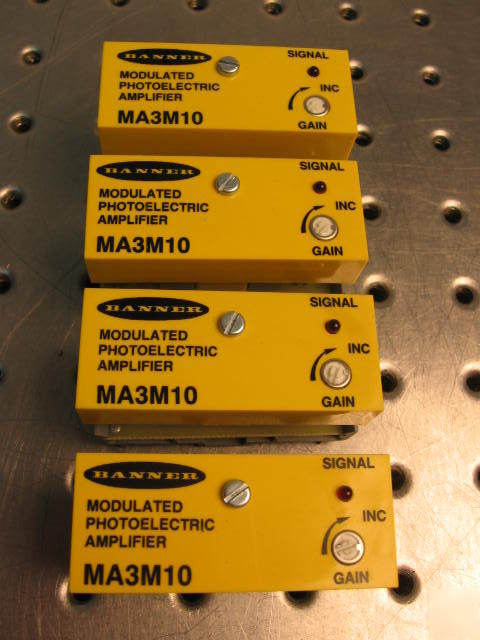 BANNER
SIGNAL
MODULATED
PHOTOELECTRIC
AMPLIFIER
INC
MA3M10
GAIN
BANNER
SIGNAL
MODULATED
PHOTOELECTRIC
AMPLIFIER
INC
MA3M10
GAIN
BANNER
SIGNAL
MODULATED
PHOTOELECTRIC
AMPLIFIER
INC
MA3M10
GAIN
BANNER
SIGNAL
MODULATED
PHOTOELECTRIC
AMPLIFIER
INC
MA3M10
GAIN